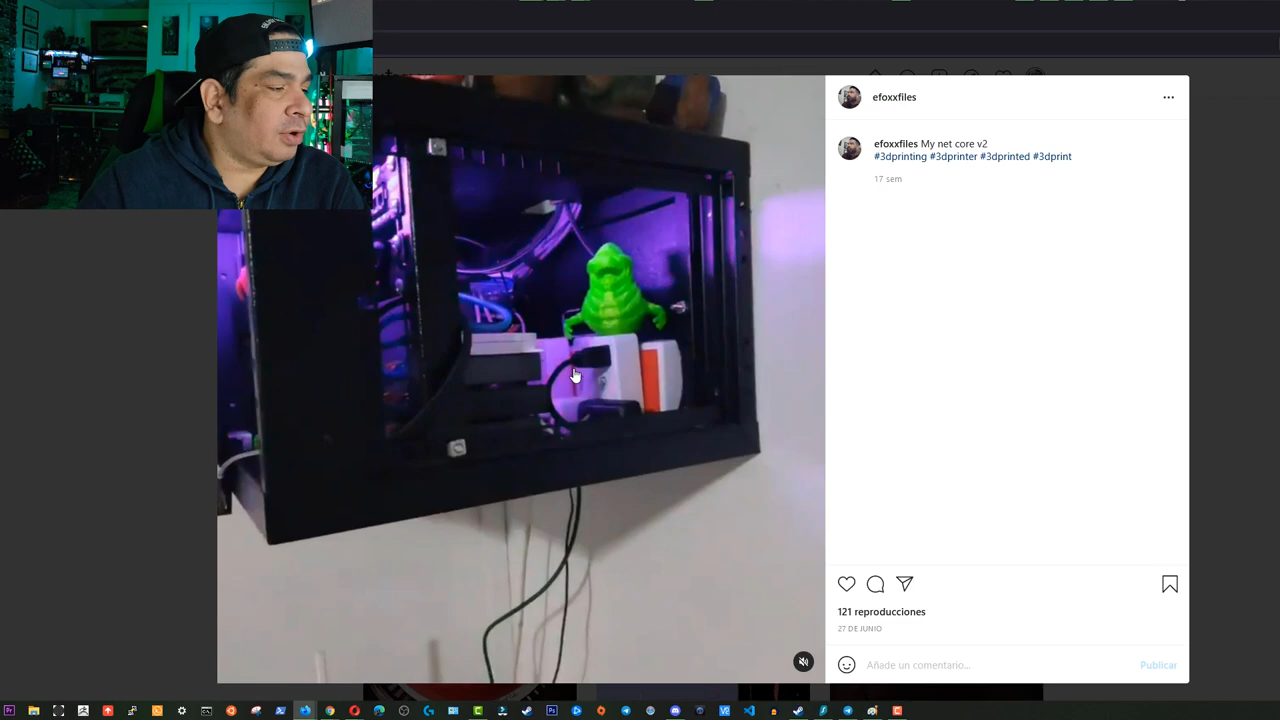 efoxxfiles
efoxxfiles My net core v2
#3dprinting #3dprinter #3dprinted #3dprint
17 sem
121 reproducciones
27 DE JUNIO
Añade un comentario...
Publicar